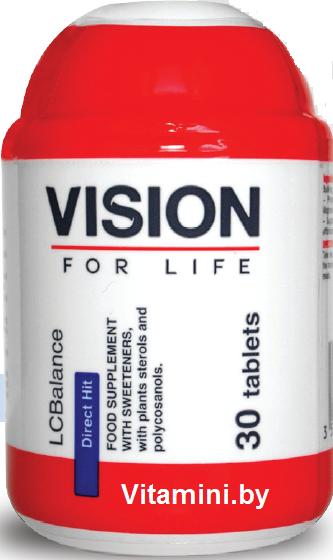 VISION
FOR LIFE
LCBalance
Direct Hit
FOOD SUPPLEMENT
WITH SWEETENERS,
with plants sterols and
polycosanols.
30 tablets
Vitamini.by